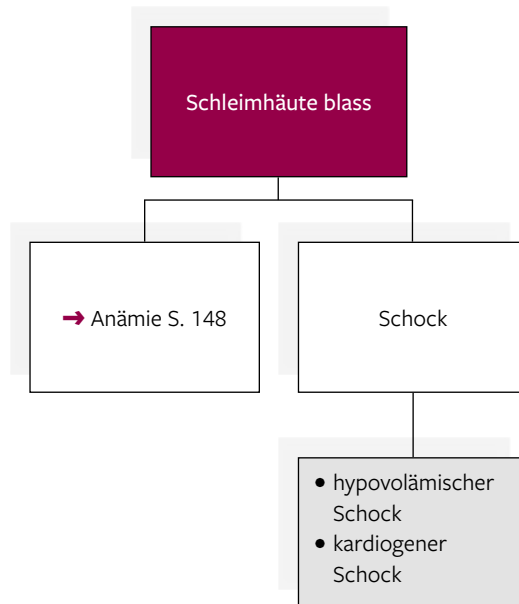 Schleimhäute blass
→ Anämie S. 148
Schock
• hypovolämischer
Schock
• kardiogener
Schock